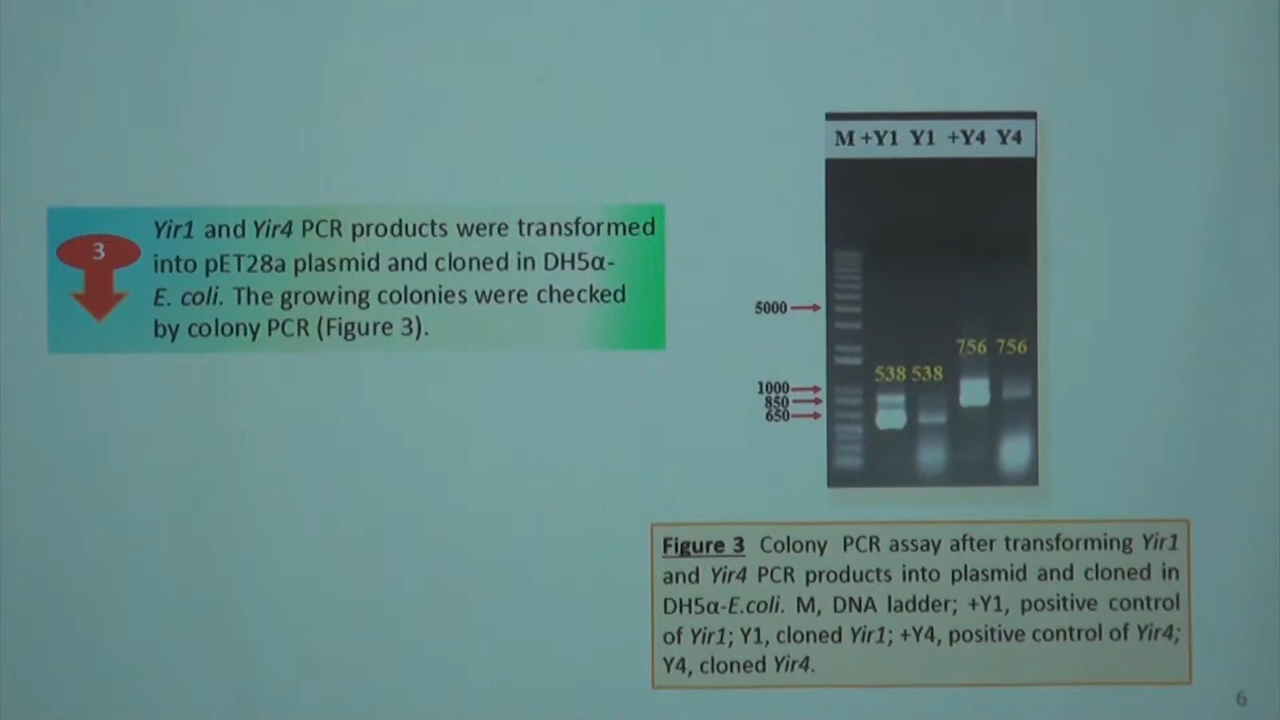 3
Yir1 and Yir4 PCR products were transformed
into pET28a plasmid and cloned in DH5α-
E. coli. The growing colonies were checked
by colony PCR (Figure 3).
M +Y1 Y1 +Y4 Y4
5000
756 756
538 538
1000
850
650
Figure 3 Colony PCR assay after transforming Yir1
and Yir4 PCR products into plasmid and cloned in
DH5α-E.coli. M, DNA ladder; +Y1, positive control
of Yir1; Y1, cloned Yir1; +Y4, positive control of Yir4;
Y4, cloned Yir4.
6